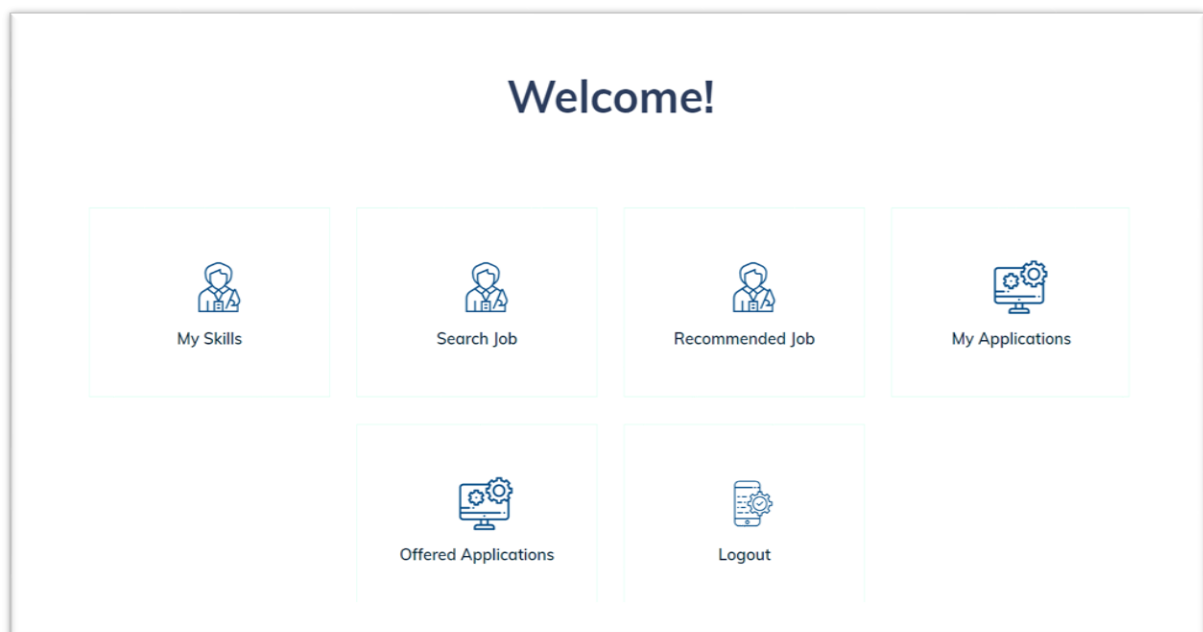 Welcome!
My Skills
Search Job
Recommended Job
My Applications
Offered Applications
Logout